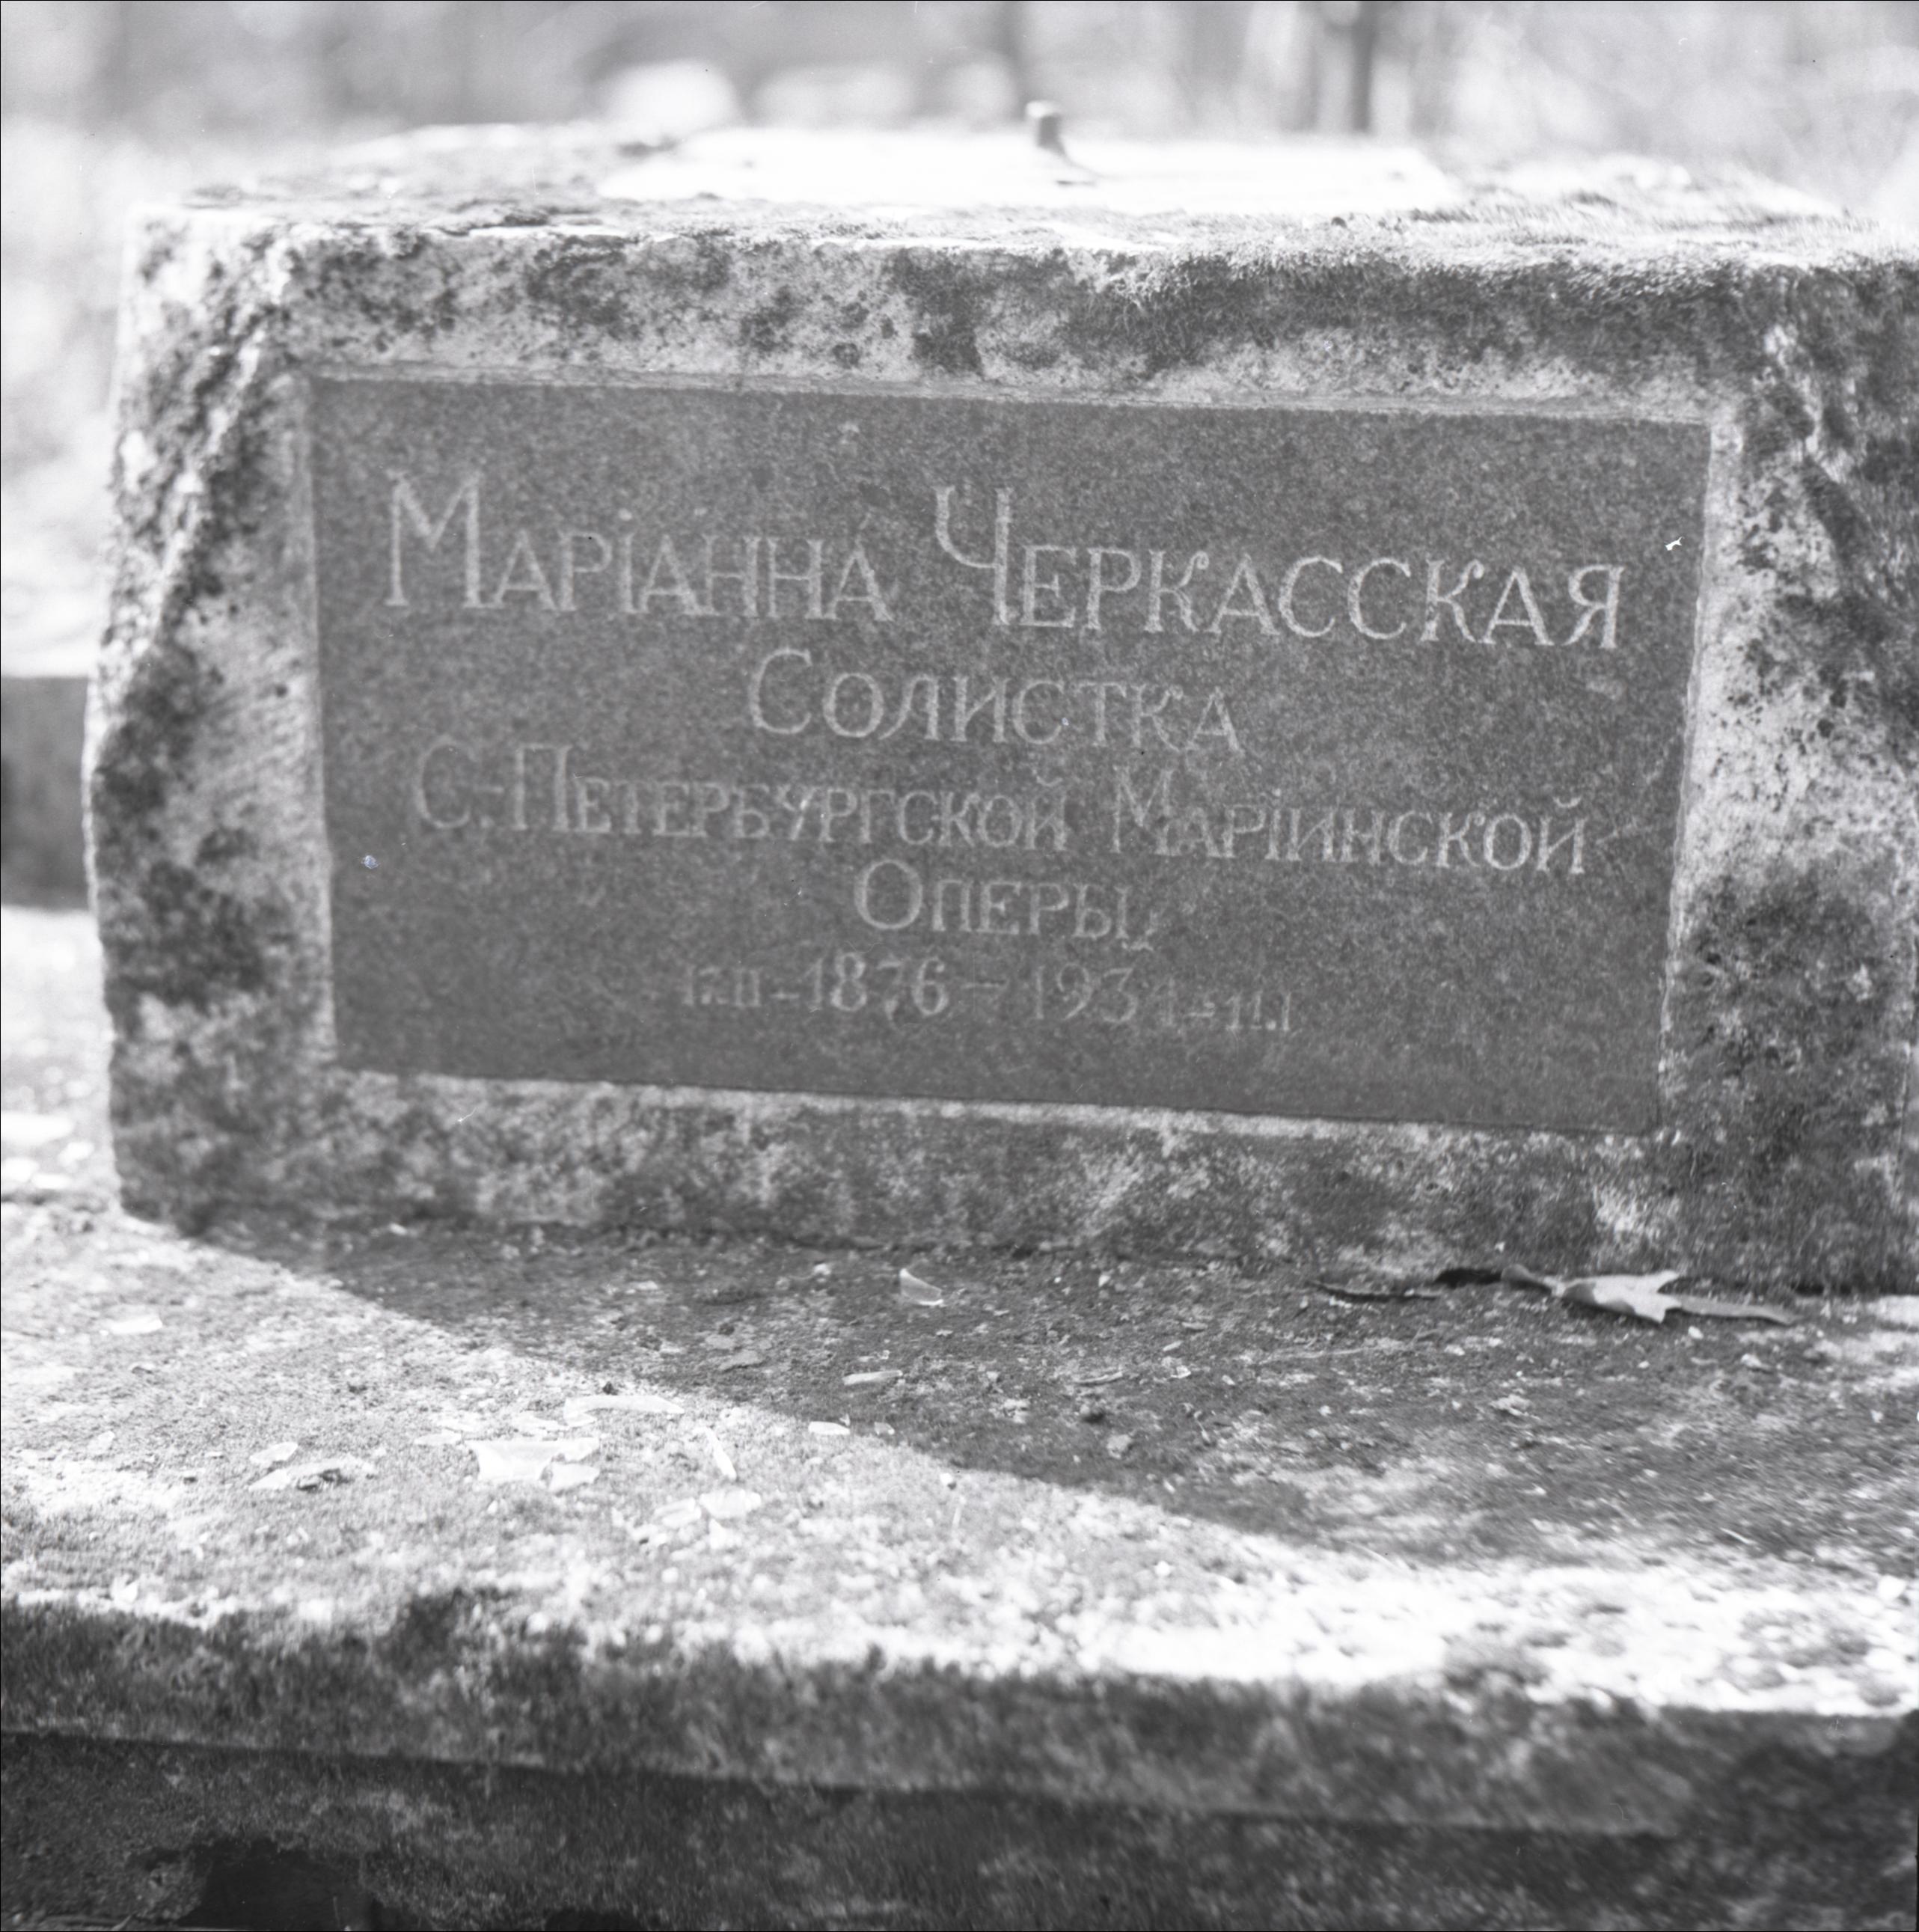 Маріанна Черкасская
Солистка
С.-Петербургской Маріинской
Оперы
1876 – 1934